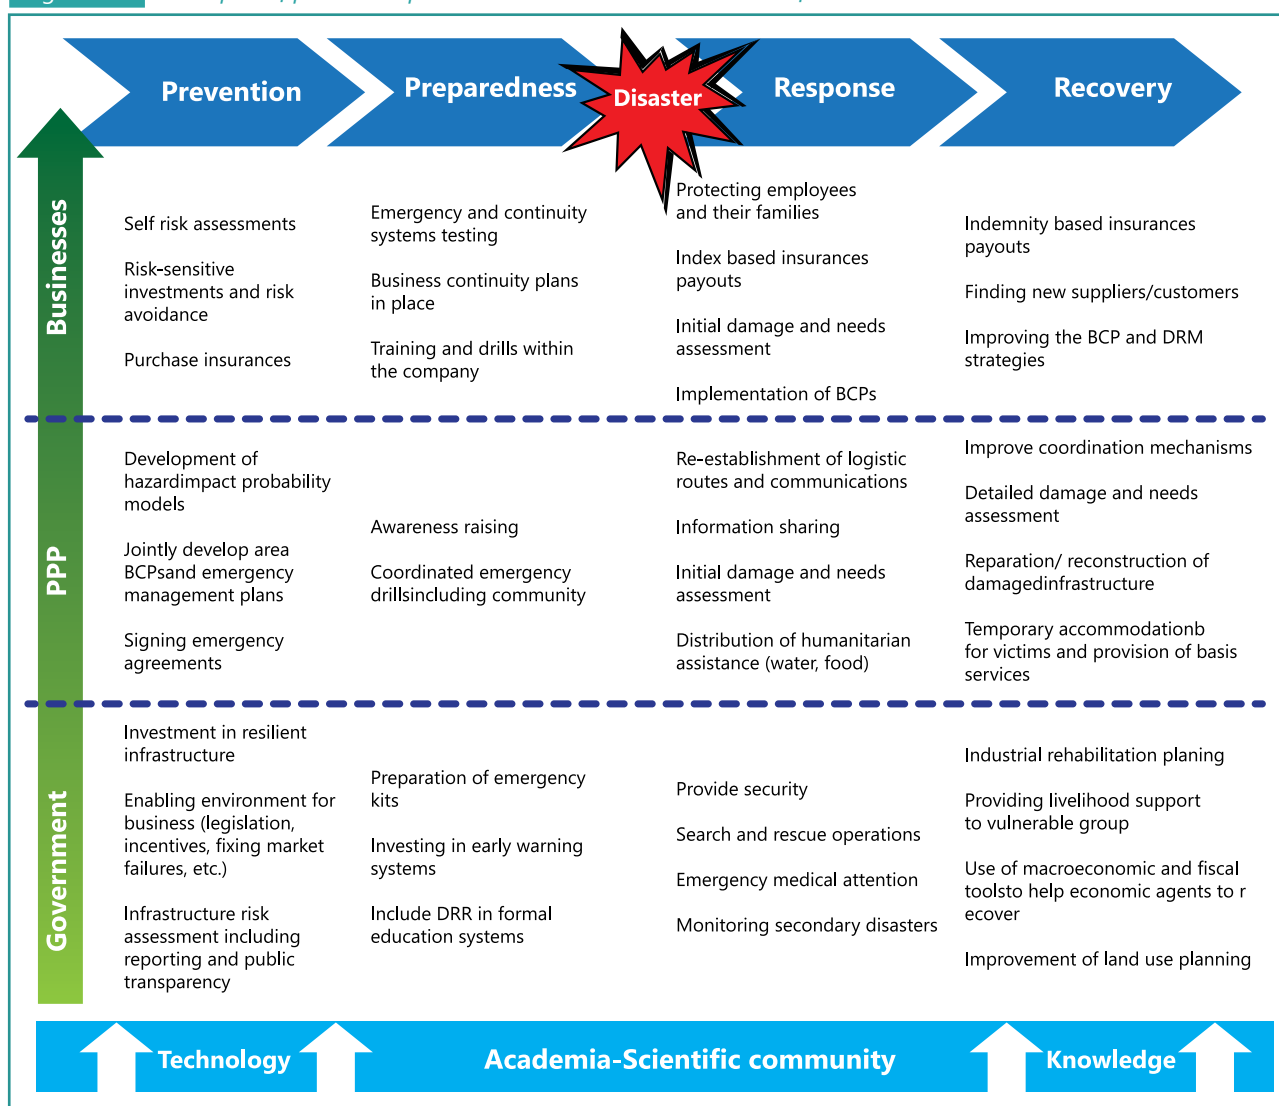 Prevention
Preparedness
Disaster
Response
Recovery
Businesses
Self risk assessments
Risk-sensitive
investments and risk
avoidance
Purchase insurances
Emergency and continuity
systems testing
Business continuity plans
in place
Training and drills within
the company
Protecting employees
and their families
Index based insurances
payouts
Initial damage and needs
assessment
Implementation of BCPs
Indemnity based insurances
payouts
Finding new suppliers/customers
Improving the BCP and DRM
strategies
PPP
Development of
hazardimpact probability
models
Jointly develop area
BCPsand emergency
management plans
Signing emergency
agreements
Awareness raising
Coordinated emergency
drillsincluding community
Re-establishment of logistic
routes and communications
Information sharing
Initial damage and needs
assessment
Distribution of humanitarian
assistance (water, food)
Improve coordination mechanisms
Detailed damage and needs
assessment
Reparation/ reconstruction of
damagedinfrastructure
Temporary accommodationb
for victims and provision of basis
services
Government
Investment in resilient
infrastructure
Enabling environment for
business (legislation,
incentives, fixing market
failures, etc.)
Infrastructure risk
assessment including
reporting and public
transparency
Preparation of emergency
kits
Investing in early warning
systems
Include DRR in formal
education systems
Provide security
Search and rescue operations
Emergency medical attention
Monitoring secondary disasters
Industrial rehabilitation planing
Providing livelihood support
to vulnerable group
Use of macroeconomic and fiscal
toolsto help economic agents to r
ecover
Improvement of land use planning
Technology
Academia-Scientific community
Knowledge